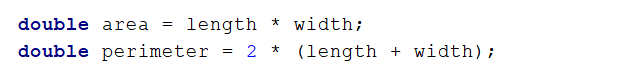 double area = length * width;
double perimeter = 2 * (length + width);